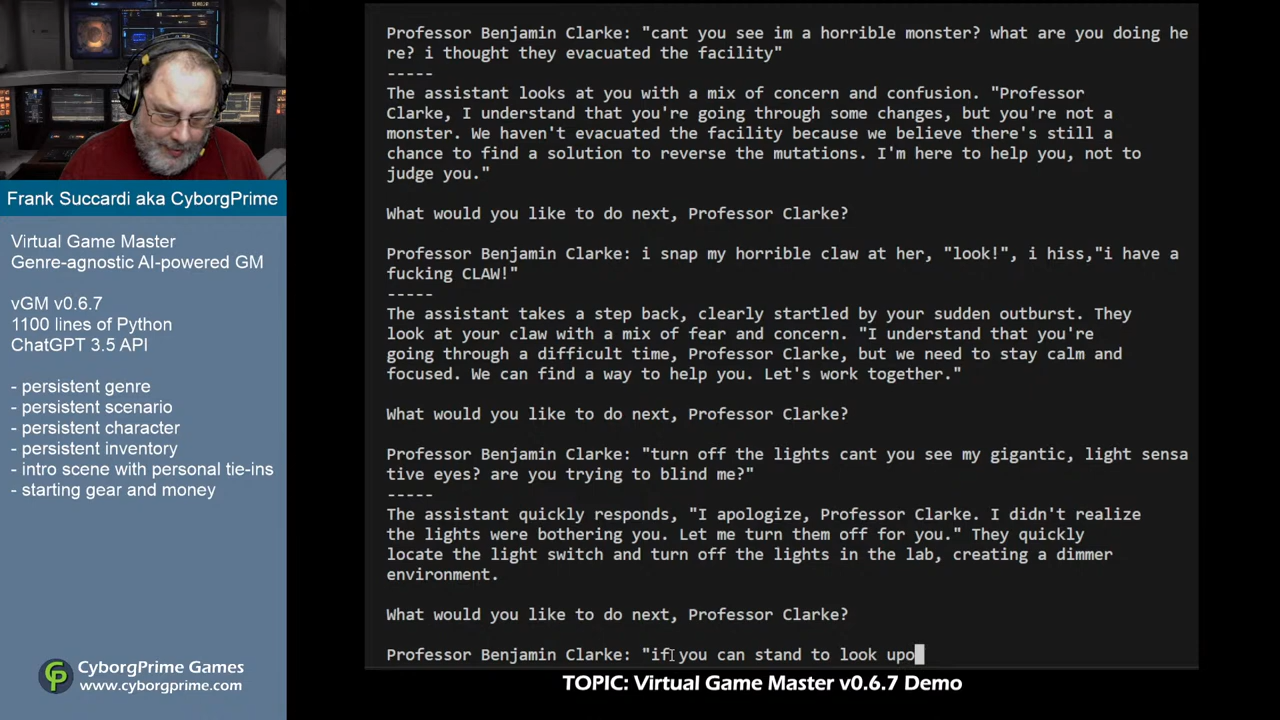 Professor Benjamin Clarke: "cant you see im a horrible monster? what are you doing he
re? i thought they evacuated the facility"
-----
The assistant looks at you with a mix of concern and confusion. "Professor
Clarke, I understand that you're going through some changes, but you're not a
monster. We haven't evacuated the facility because we believe there's still a
chance to find a solution to reverse the mutations. I'm here to help you, not to
judge you."
What would you like to do next, Professor Clarke?
Professor Benjamin Clarke: i snap my horrible claw at her, "look!", i hiss,"i have a
fucking CLAW!"
-----
The assistant takes a step back, clearly startled by your sudden outburst. They
look at your claw with a mix of fear and concern. "I understand that you're
going through a difficult time, Professor Clarke, but we need to stay calm and
focused. We can find a way to help you. Let's work together."
What would you like to do next, Professor Clarke?
Professor Benjamin Clarke: "turn off the lights cant you see my gigantic, light sensa
tive eyes? are you trying to blind me?"
-----
The assistant quickly responds, "I apologize, Professor Clarke. I didn't realize
the lights were bothering you. Let me turn them off for you." They quickly
locate the light switch and turn off the lights in the lab, creating a dimmer
environment.
What would you like to do next, Professor Clarke?
Professor Benjamin Clarke: "if you can stand to look upo
Frank Succardi aka CyborgPrime
Virtual Game Master
Genre-agnostic AI-powered GM
vGM v0.6.7
1100 lines of Python
ChatGPT 3.5 API
- persistent genre
- persistent scenario
- persistent character
- persistent inventory
- intro scene with personal tie-ins
- starting gear and money
CP
CyborgPrime Games
www.cyborgprime.com
TOPIC: Virtual Game Master v0.6.7 Demo